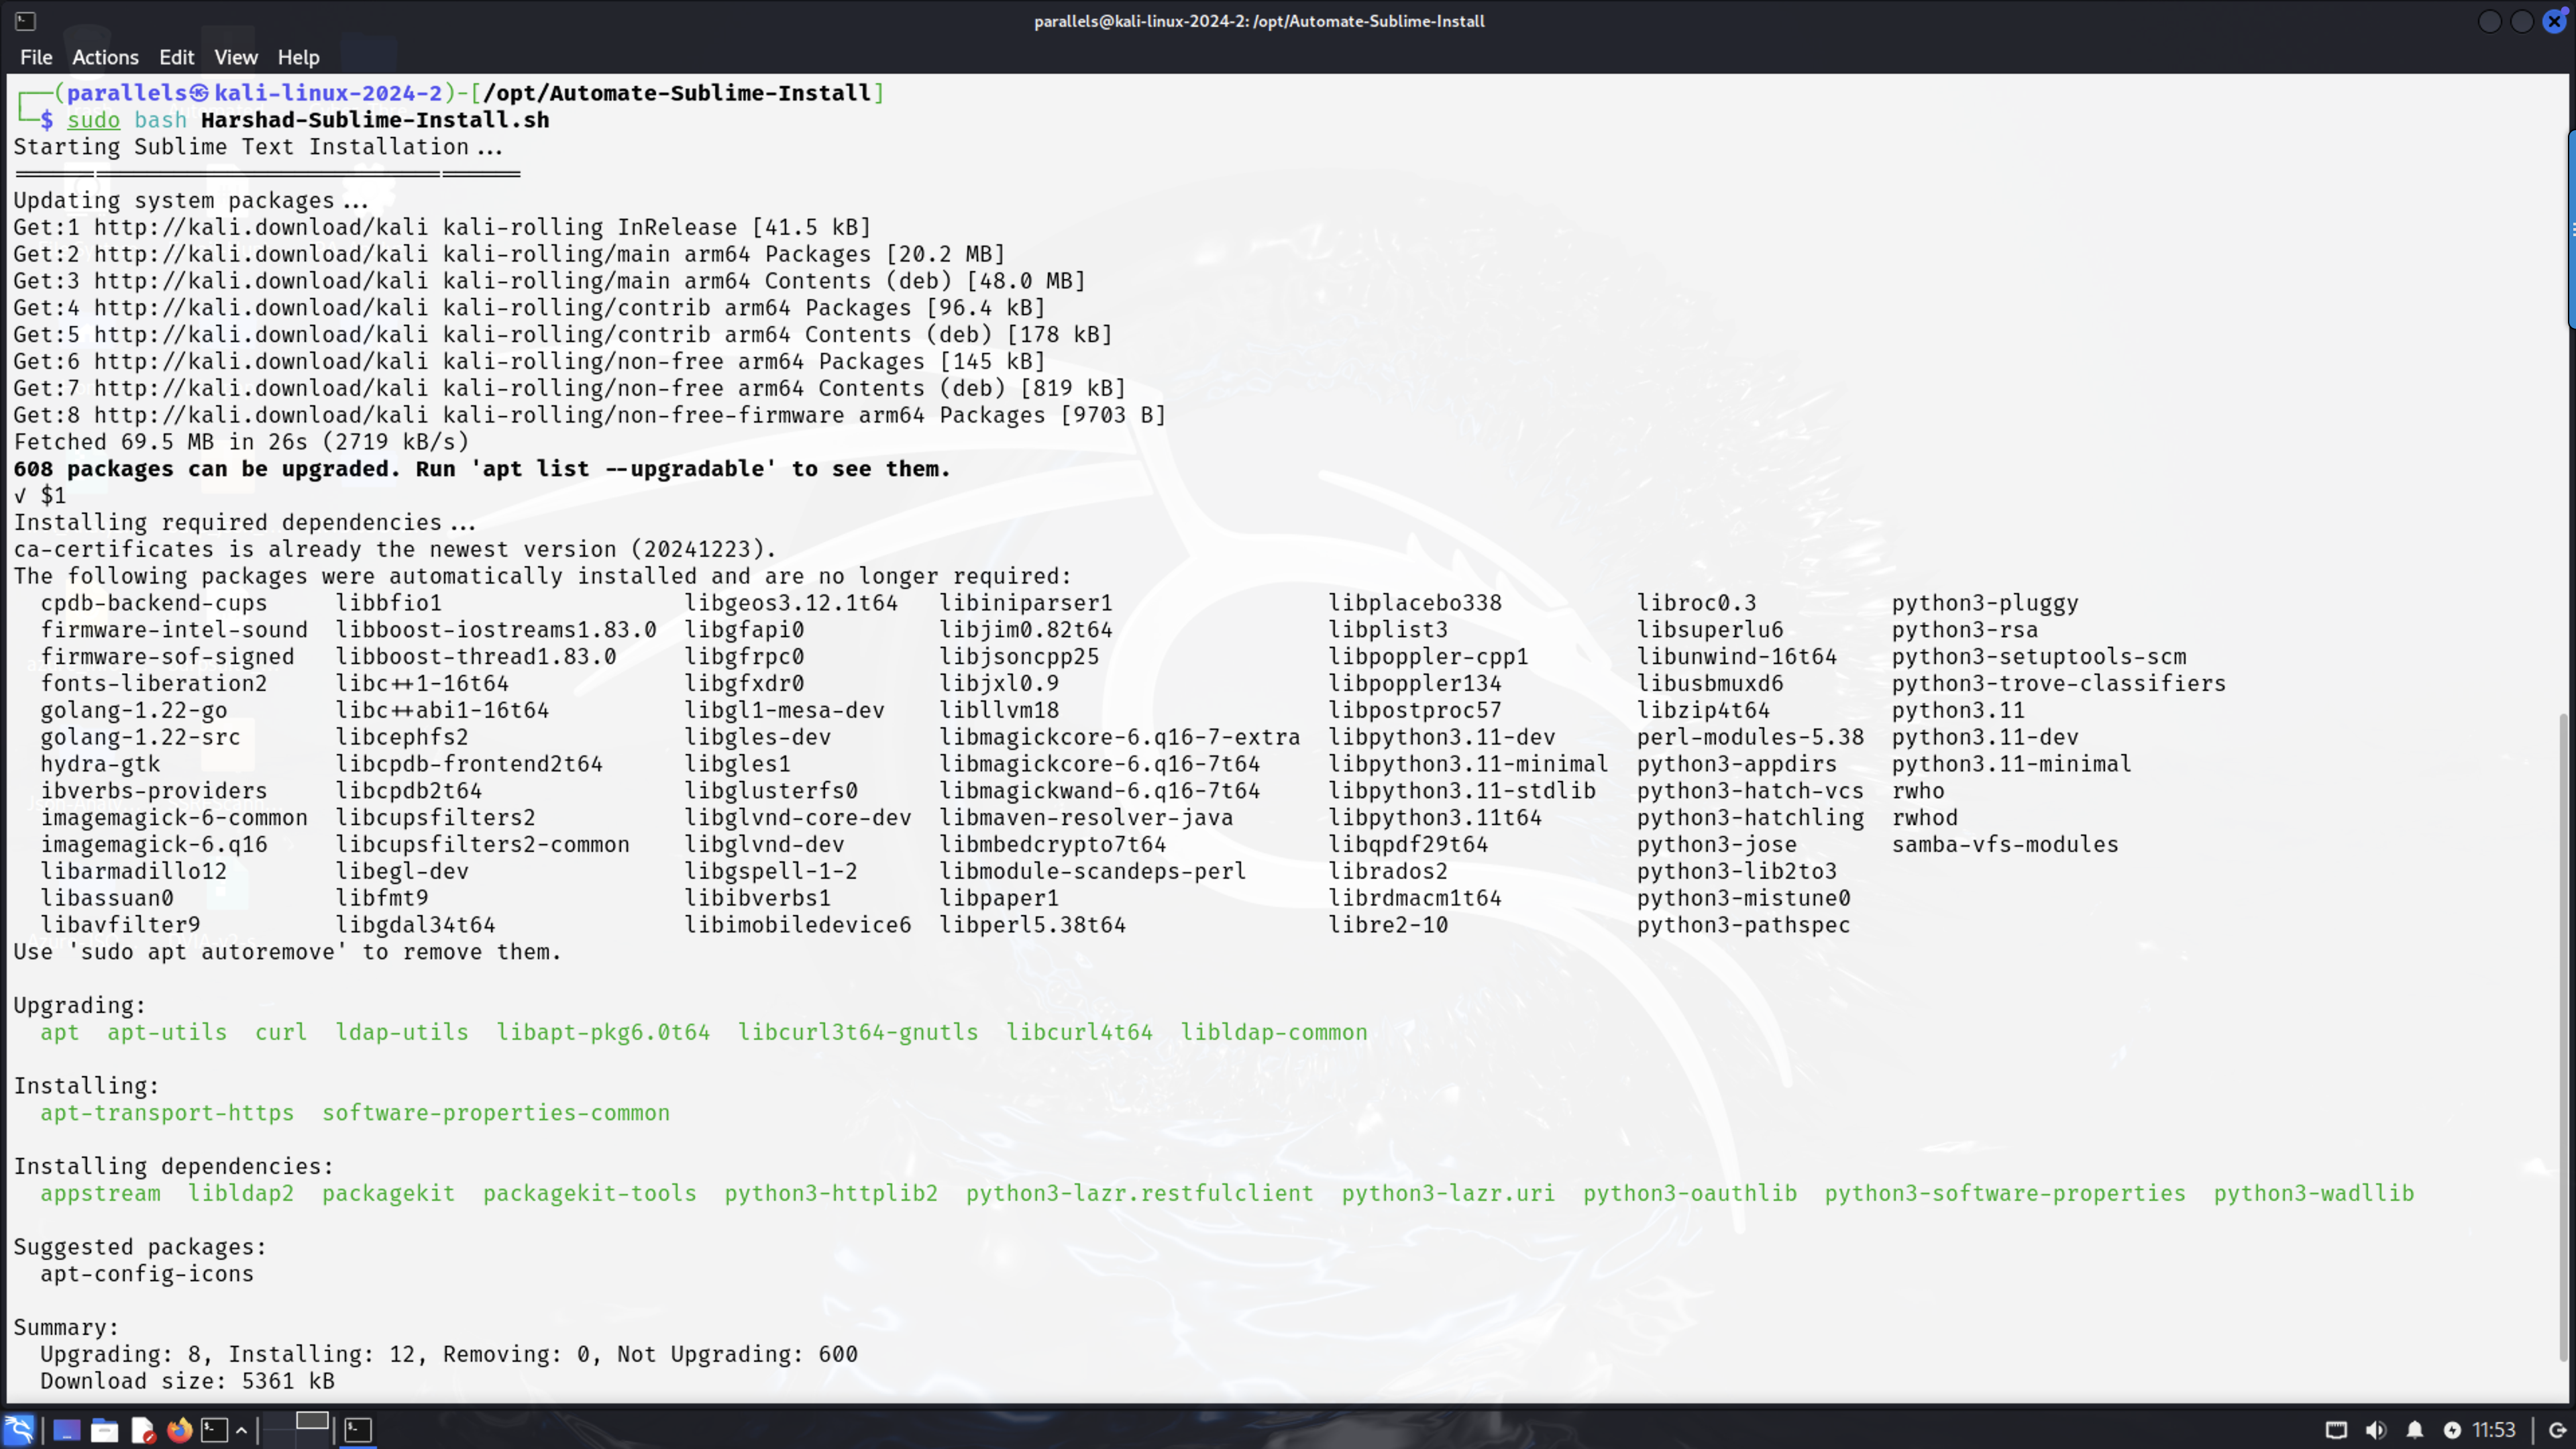 parallels@kali-linux-2024-2: /opt/Automate-Sublime-Install
File Actions Edit View Help
┌──(parallels㉿kali-linux-2024-2)-[/opt/Automate-Sublime-Install]
└─$ sudo bash Harshad-Sublime-Install.sh
Starting Sublime Text Installation...
======================================
Updating system packages...
Get:1 http://kali.download/kali kali-rolling InRelease [41.5 kB]
Get:2 http://kali.download/kali kali-rolling/main arm64 Packages [20.2 MB]
Get:3 http://kali.download/kali kali-rolling/main arm64 Contents (deb) [48.0 MB]
Get:4 http://kali.download/kali kali-rolling/contrib arm64 Packages [96.4 kB]
Get:5 http://kali.download/kali kali-rolling/contrib arm64 Contents (deb) [178 kB]
Get:6 http://kali.download/kali kali-rolling/non-free arm64 Packages [145 kB]
Get:7 http://kali.download/kali kali-rolling/non-free arm64 Contents (deb) [819 kB]
Get:8 http://kali.download/kali kali-rolling/non-free-firmware arm64 Packages [9703 B]
Fetched 69.5 MB in 26s (2719 kB/s)
608 packages can be upgraded. Run 'apt list --upgradable' to see them.
√ $1
Installing required dependencies...
ca-certificates is already the newest version (20241223).
The following packages were automatically installed and are no longer required:
cpdb-backend-cups libbfio1 libgeos3.12.1t64 libiniparser1 libplacebo338 libroc0.3 python3-pluggy
firmware-intel-sound libboost-iostreams1.83.0 libgfapi0 libjim0.82t64 libplist3 libsuperlu6 python3-rsa
firmware-sof-signed libboost-thread1.83.0 libgfrpc0 libjsoncpp25 libpoppler-cpp1 libunwind-16t64 python3-setuptools-scm
fonts-liberation2 libc++1-16t64 libgfxdr0 libjxl0.9 libpoppler134 libusbmuxd6 python3-trove-classifiers
golang-1.22-go libc++abi1-16t64 libgl1-mesa-dev libllvm18 libpostproc57 libzip4t64 python3.11
golang-1.22-src libcephfs2 libgles-dev libmagickcore-6.q16-7-extra libpython3.11-dev perl-modules-5.38 python3.11-dev
hydra-gtk libcpdb-frontend2t64 libgles1 libmagickcore-6.q16-7t64 libpython3.11-minimal python3-appdirs python3.11-minimal
ibverbs-providers libcpdb2t64 libglusterfs0 libmagickwand-6.q16-7t64 libpython3.11-stdlib python3-hatch-vcs rwho
imagemagick-6-common libcupsfilters2 libglvnd-core-dev libmaven-resolver-java libpython3.11t64 python3-hatchling rwhod
imagemagick-6.q16 libcupsfilters2-common libglvnd-dev libmbedcrypto7t64 libqpdf29t64 python3-jose samba-vfs-modules
libarmadillo12 libegl-dev libgspell-1-2 libmodule-scandeps-perl librados2 python3-lib2to3
libassuan0 libfmt9 libibverbs1 libpaper1 librdmacm1t64 python3-mistune0
libavfilter9 libgdal34t64 libimobiledevice6 libperl5.38t64 libre2-10 python3-pathspec
Use 'sudo apt autoremove' to remove them.
Upgrading:
apt apt-utils curl ldap-utils libapt-pkg6.0t64 libcurl3t64-gnutls libcurl4t64 libldap-common
Installing:
apt-transport-https software-properties-common
Installing dependencies:
appstream libldap2 packagekit packagekit-tools python3-httplib2 python3-lazr.restfulclient python3-lazr.uri python3-oauthlib python3-software-properties python3-wadllib
Suggested packages:
apt-config-icons
Summary:
Upgrading: 8, Installing: 12, Removing: 0, Not Upgrading: 600
Download size: 5361 kB
11:53